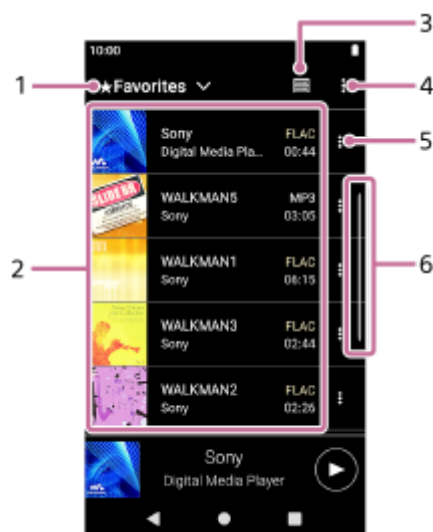 3
10:00
1
★Favorites
4
Sony
FLAC
Digital Media Pla...
00:44
5
WALKMAN5
MP3
Sony
03:05
2
WALKMAN1
FLAC
Sony
06:15
6
WALKMAN3
FLAC
Sony
02:44
WALKMAN2
FLAC
Sony
02:26
Sony
Digital Media Player